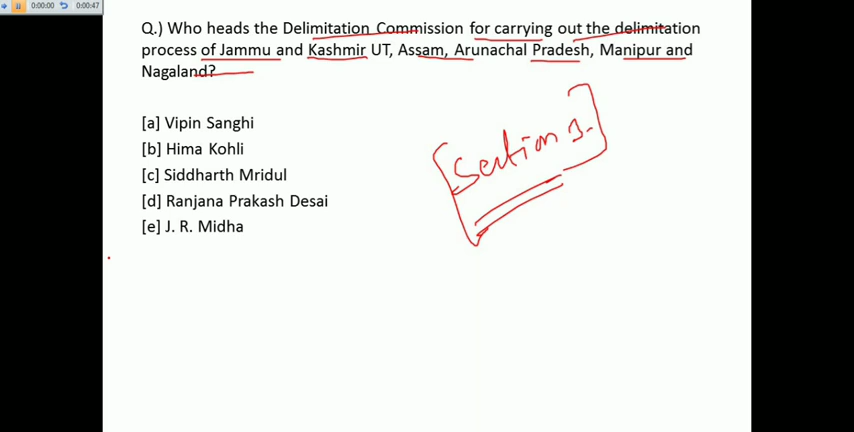 0:00:00 0:00:47
Q.) Who heads the Delimitation Commission for carrying out the delimitation
process of Jammu and Kashmir UT, Assam, Arunachal Pradesh, Manipur and
Nagaland?
[a] Vipin Sanghi
[b] Hima Kohli
[c] Siddharth Mridul
[d] Ranjana Prakash Desai
[e] J. R. Midha
Section 3.